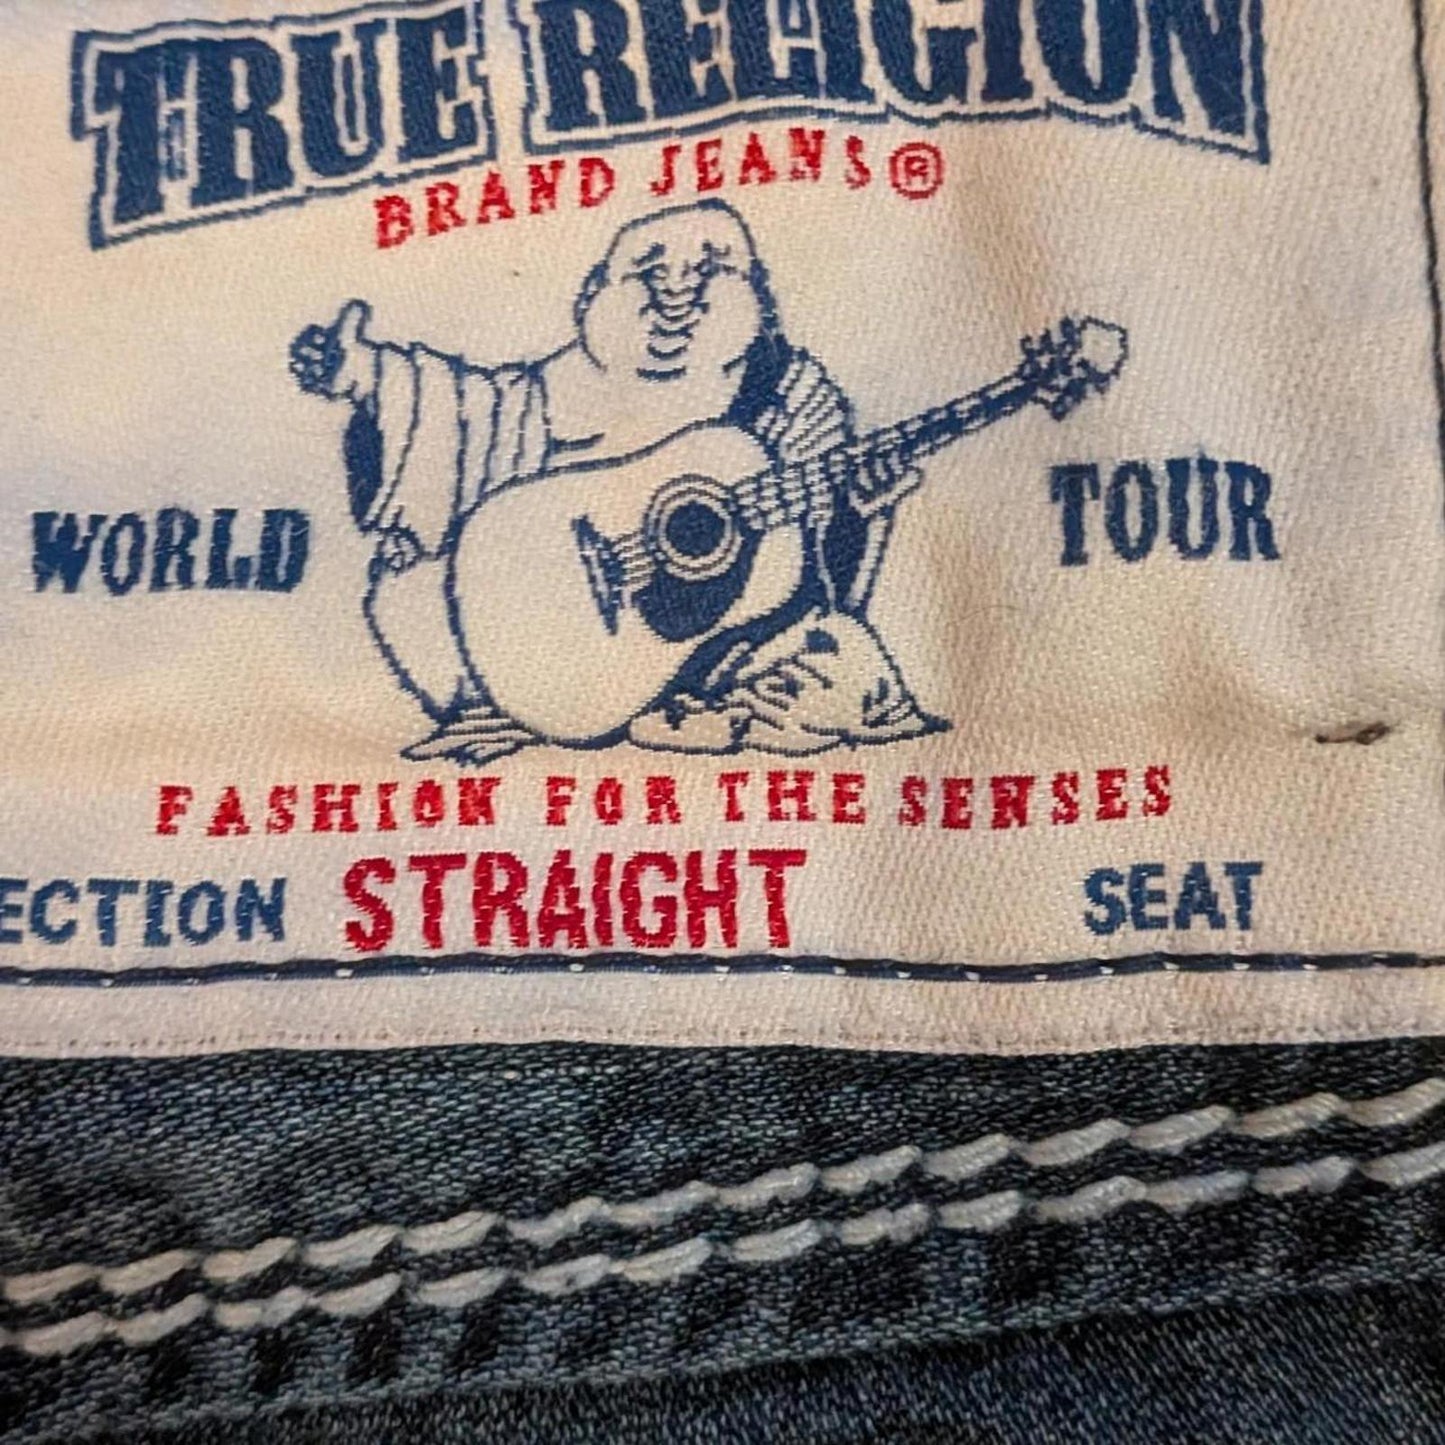 TRUE RELIGION
BRAND JEANS®
WORLD TOUR
FASHION FOR THE SENSES
ECTION STRAIGHT SEAT